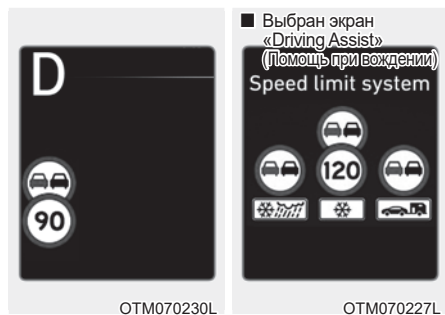 D
90
OTM070230L
■ Выбран экран
«Driving Assist»
(Помощь при вождении)
Speed limit system
120
OTM070227L